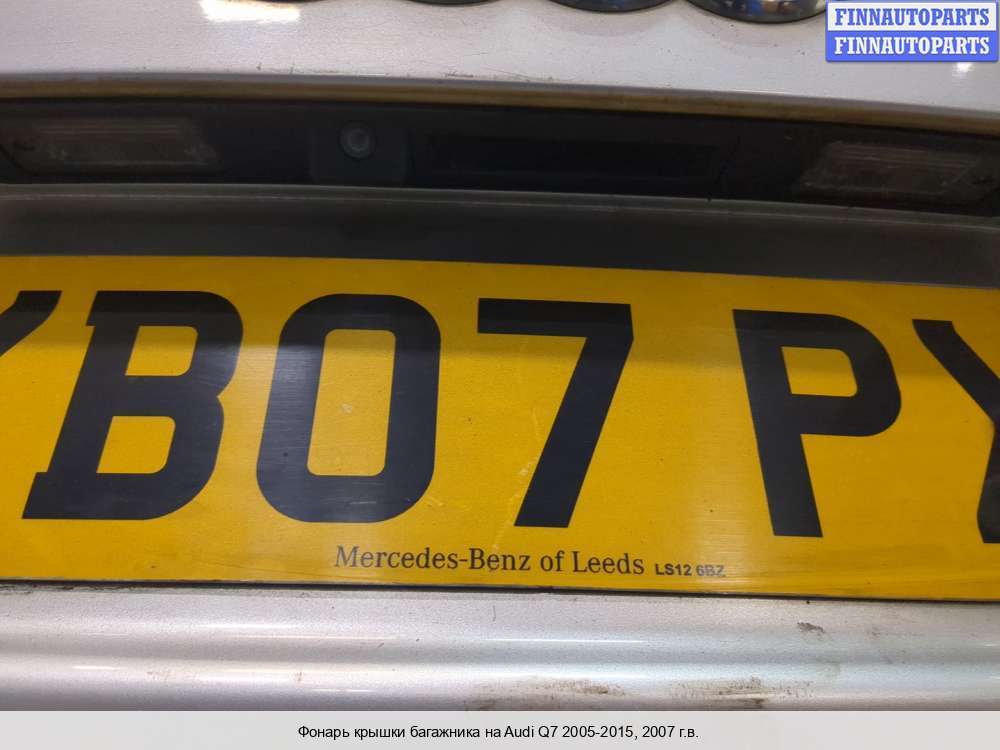 FINNAUTOPARTS
FINNAUTOPARTS
YB07 PY
Mercedes-Benz of Leeds LS12 6BZ
Фонарь крышки багажника на Audi Q7 2005-2015, 2007 г.в.